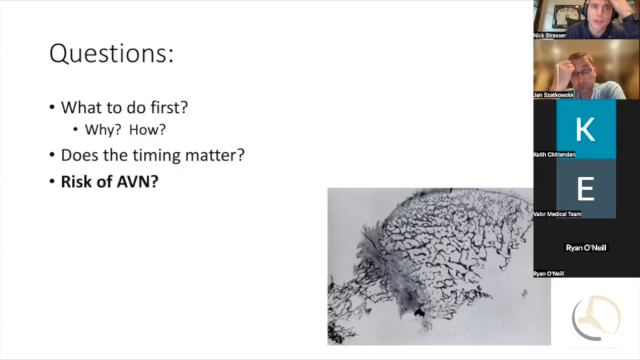 Questions:
• What to do first?
• Why? How?
• Does the timing matter?
• Risk of AVN?
Nick Strasser
Jan Szatkowski
K
Keith Chittenden
E
Valor Medical Team
Ryan O'Neill
Ryan O'Neill